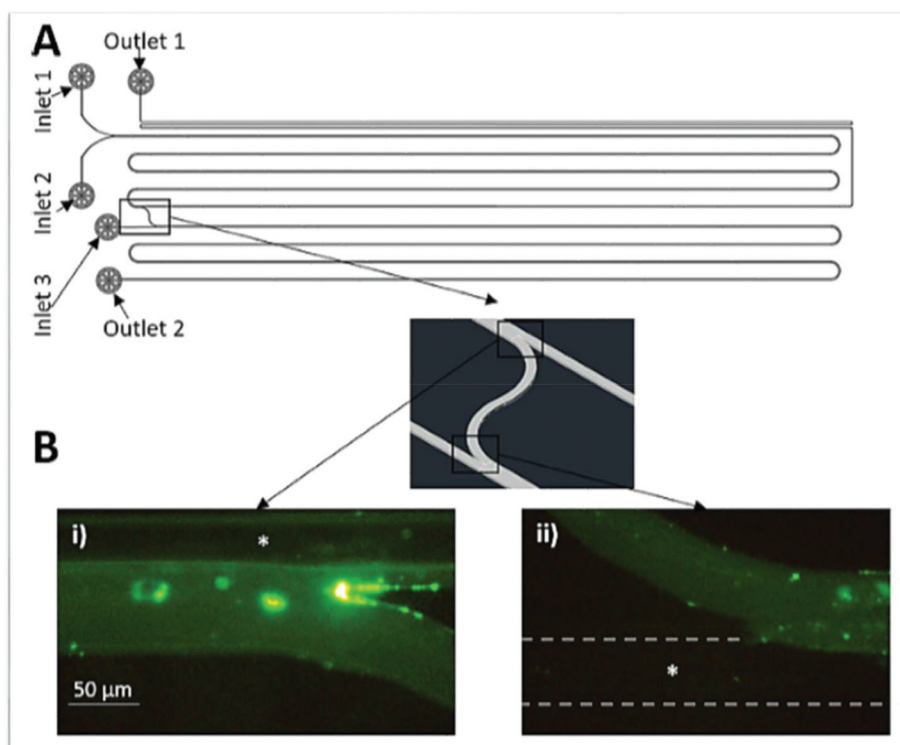 A
Outlet 1
Inlet 1
Inlet 2
Inlet 3
Outlet 2
B
i)
*
50 µm
ii)
*